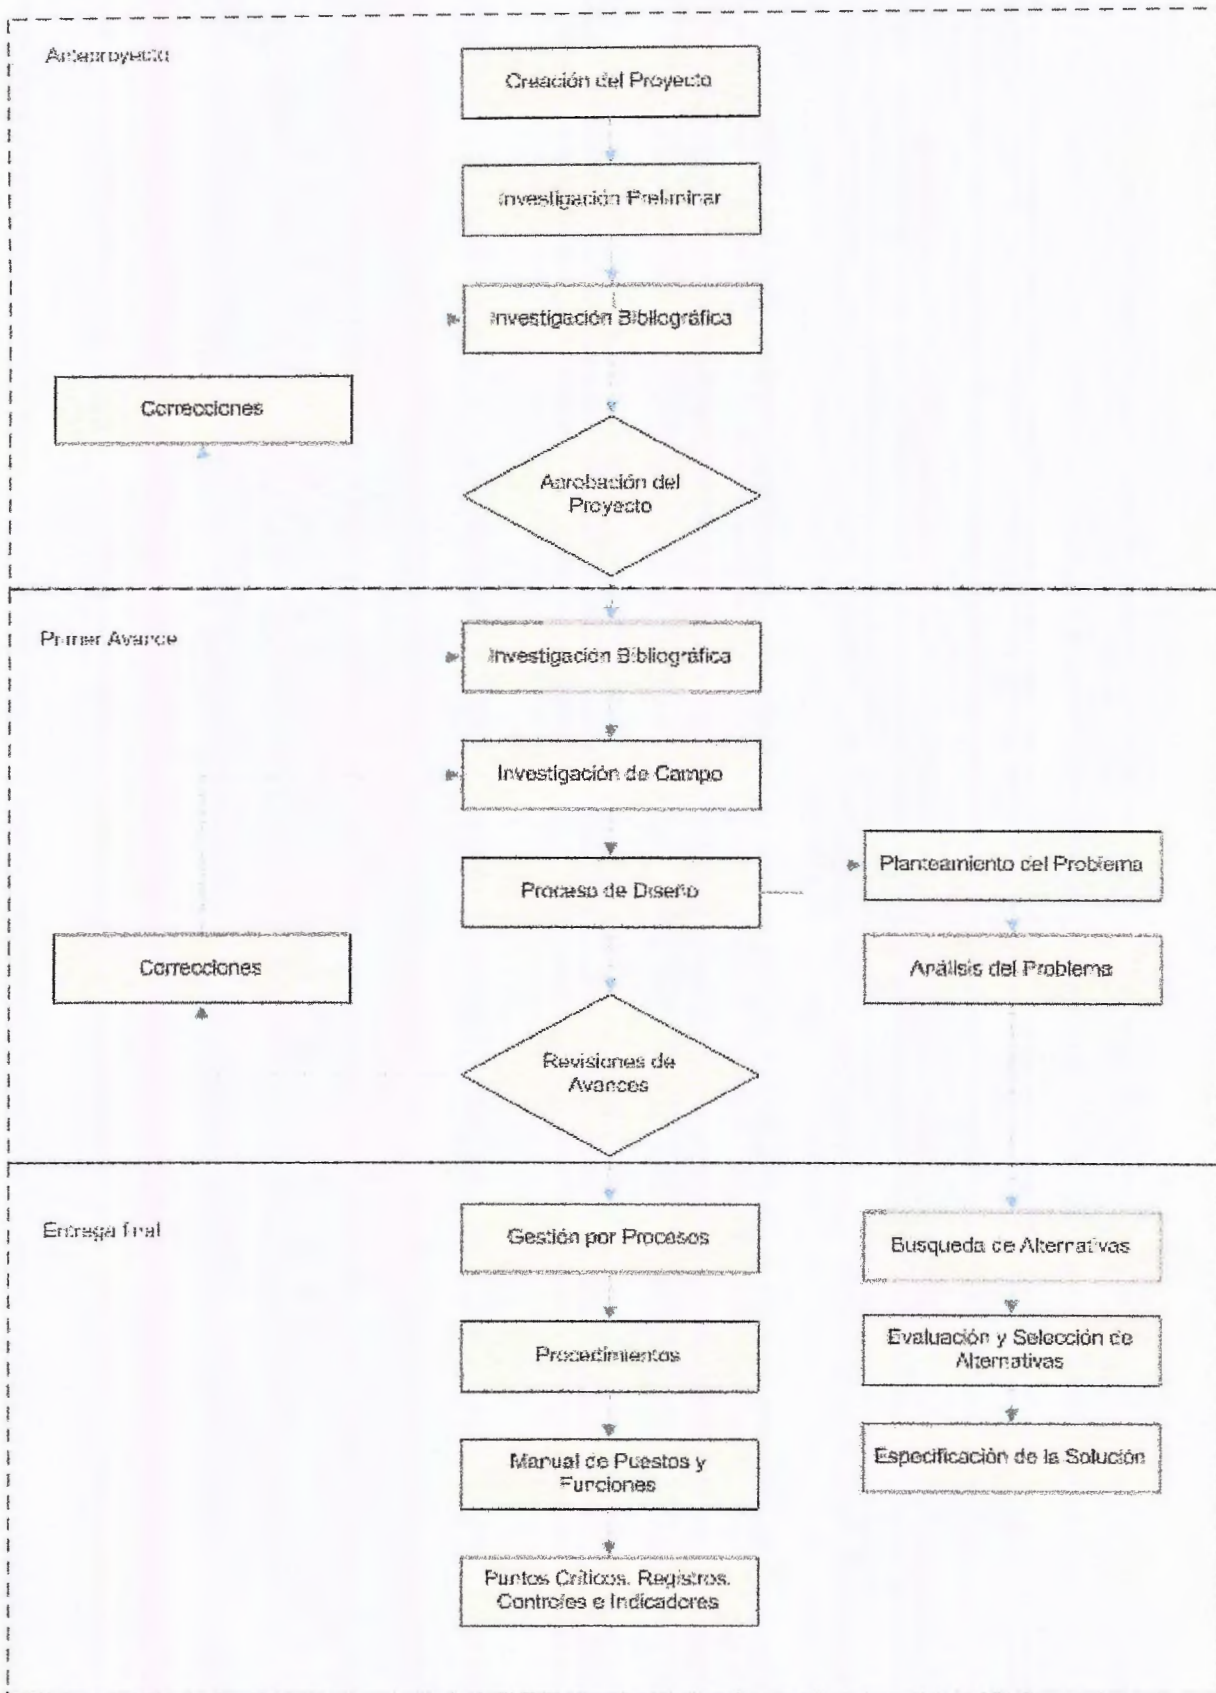 Anteproyecto
Creación del Proyecto
Investigación Preliminar
Investigación Bibliográfica
Correcciones
Aprobación del
Proyecto
Primer Avance
Investigación Bibliográfica
Investigación de Campo
Proceso de Diseño
Planteamiento del Problema
Correcciones
Análisis del Problema
Revisiones de
Avances
Entrega final
Gestión por Procesos
Busqueda de Alternativas
Procedimientos
Evaluación y Selección de
Alternativas
Manual de Puestos y
Funciones
Especificación de la Solución
Puntos Críticos, Registros,
Controles e Indicadores